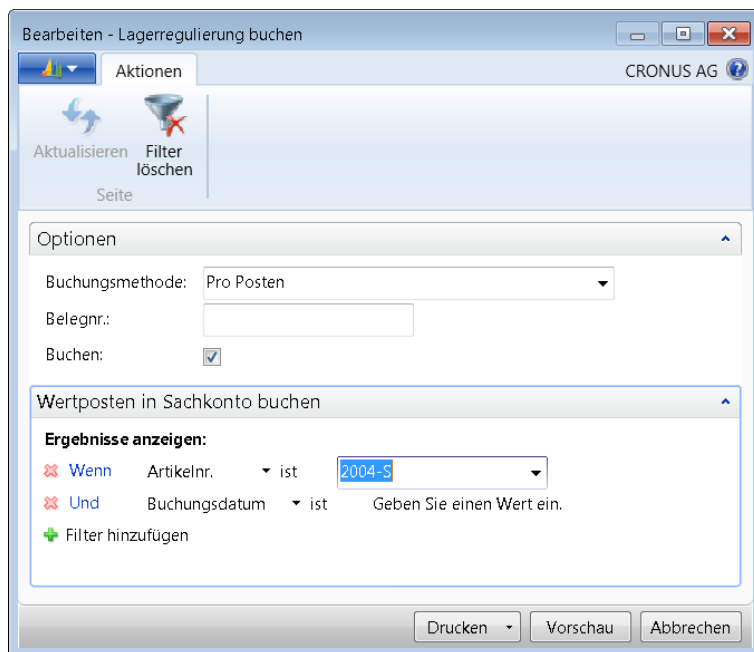 Bearbeiten - Lagerregulierung buchen
Aktionen
CRONUS AG
Aktualisieren Filter löschen
Seite
Optionen
Buchungsmethode: Pro Posten
Belegnr.:
Buchen:
Wertposten in Sachkonto buchen
Ergebnisse anzeigen:
Wenn Artikelnr. ist 2004-S
Und Buchungsdatum ist Geben Sie einen Wert ein.
Filter hinzufügen
Drucken Vorschau Abbrechen